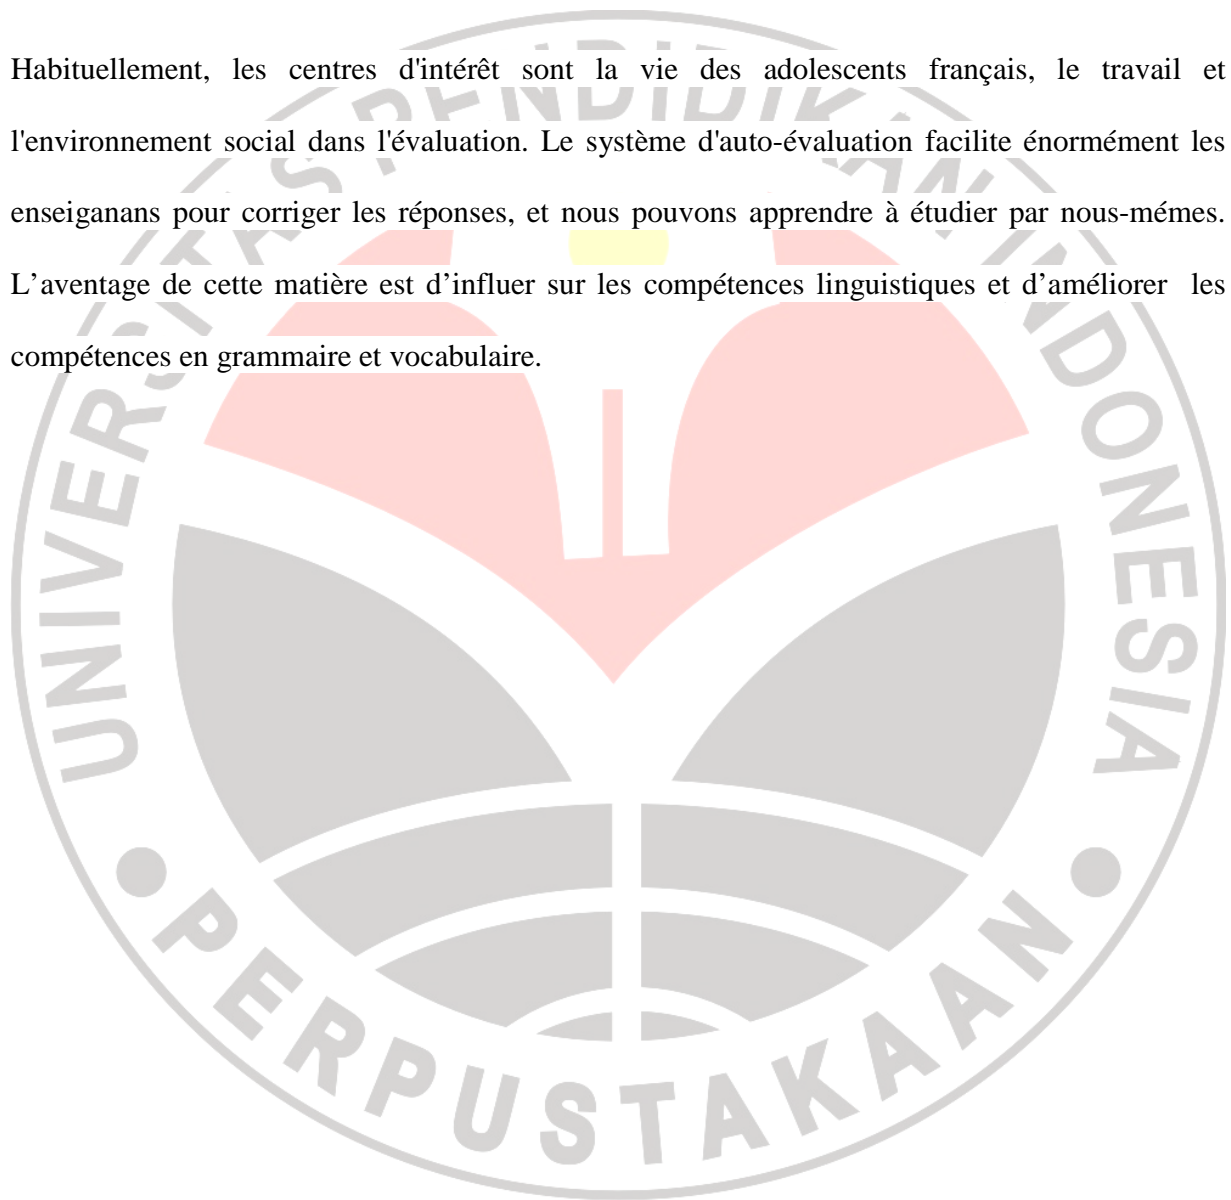 Habituellement, les centres d'intérêt sont la vie des adolescents français, le travail et
l'environnement social dans l'évaluation. Le système d'auto-évaluation facilite énormément les
enseiganans pour corriger les réponses, et nous pouvons apprendre à étudier par nous-mémes.
L’aventage de cette matière est d’influer sur les compétences linguistiques et d’améliorer les
compétences en grammaire et vocabulaire.
UNIVERSITAS PENDIDIKAN INDONESIA
PERPUSTAKAAN